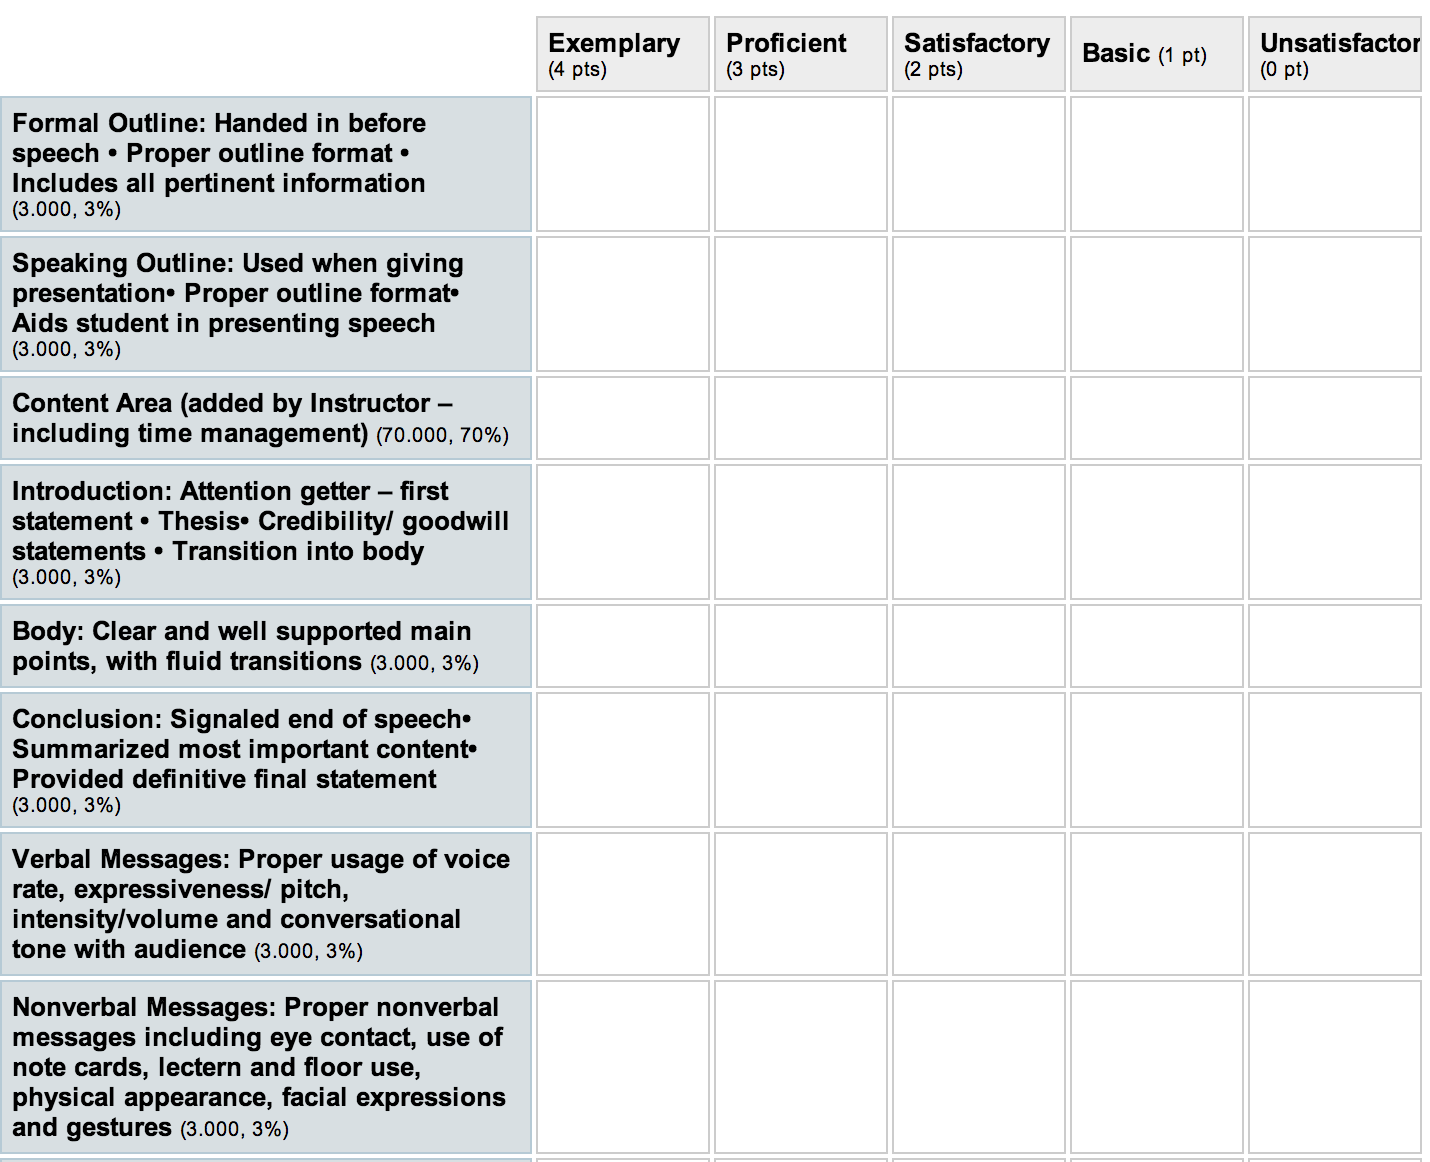 Exemplary
(4 pts)
Proficient
(3 pts)
Satisfactory
(2 pts)
Basic (1 pt)
Unsatisfactor
(0 pt)
Formal Outline: Handed in before
speech • Proper outline format •
Includes all pertinent information
(3.000, 3%)
Speaking Outline: Used when giving
presentation• Proper outline format•
Aids student in presenting speech
(3.000, 3%)
Content Area (added by Instructor –
including time management) (70.000, 70%)
Introduction: Attention getter – first
statement • Thesis• Credibility/ goodwill
statements • Transition into body
(3.000, 3%)
Body: Clear and well supported main
points, with fluid transitions (3.000, 3%)
Conclusion: Signaled end of speech•
Summarized most important content•
Provided definitive final statement
(3.000, 3%)
Verbal Messages: Proper usage of voice
rate, expressiveness/ pitch,
intensity/volume and conversational
tone with audience (3.000, 3%)
Nonverbal Messages: Proper nonverbal
messages including eye contact, use of
note cards, lectern and floor use,
physical appearance, facial expressions
and gestures (3.000, 3%)